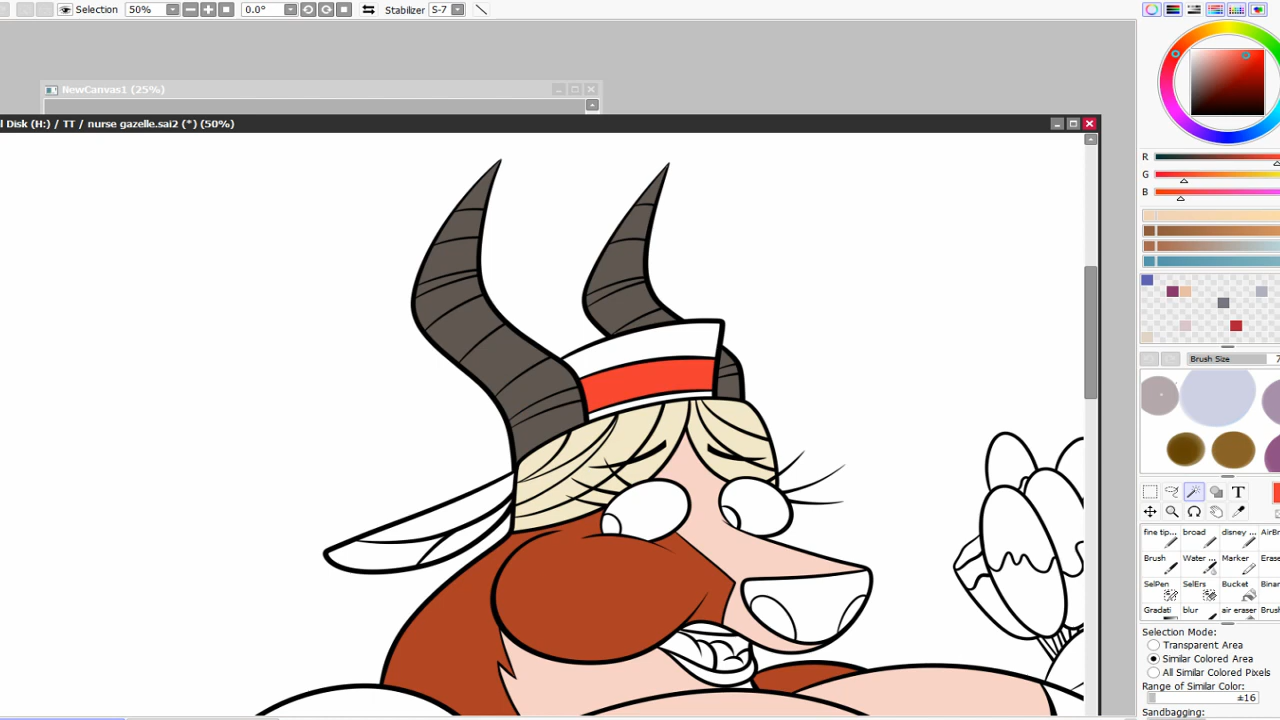 Selection 50% 0.0° Stabilizer S-7
NewCanvas1 (25%)
l Disk (H:) / TT / nurse gazelle.sai2 (*) (50%)
R
G
B
Brush Size 7
T
fine tip... broad disney ... AirB
Brush Water ... Marker Erase
SelPen SelErs Bucket Binar
Gradati blur air eraser Brush
Selection Mode:
Transparent Area
Similar Colored Area
All Similar Colored Pixels
Range of Similar Color:
±16
Sandbagging: